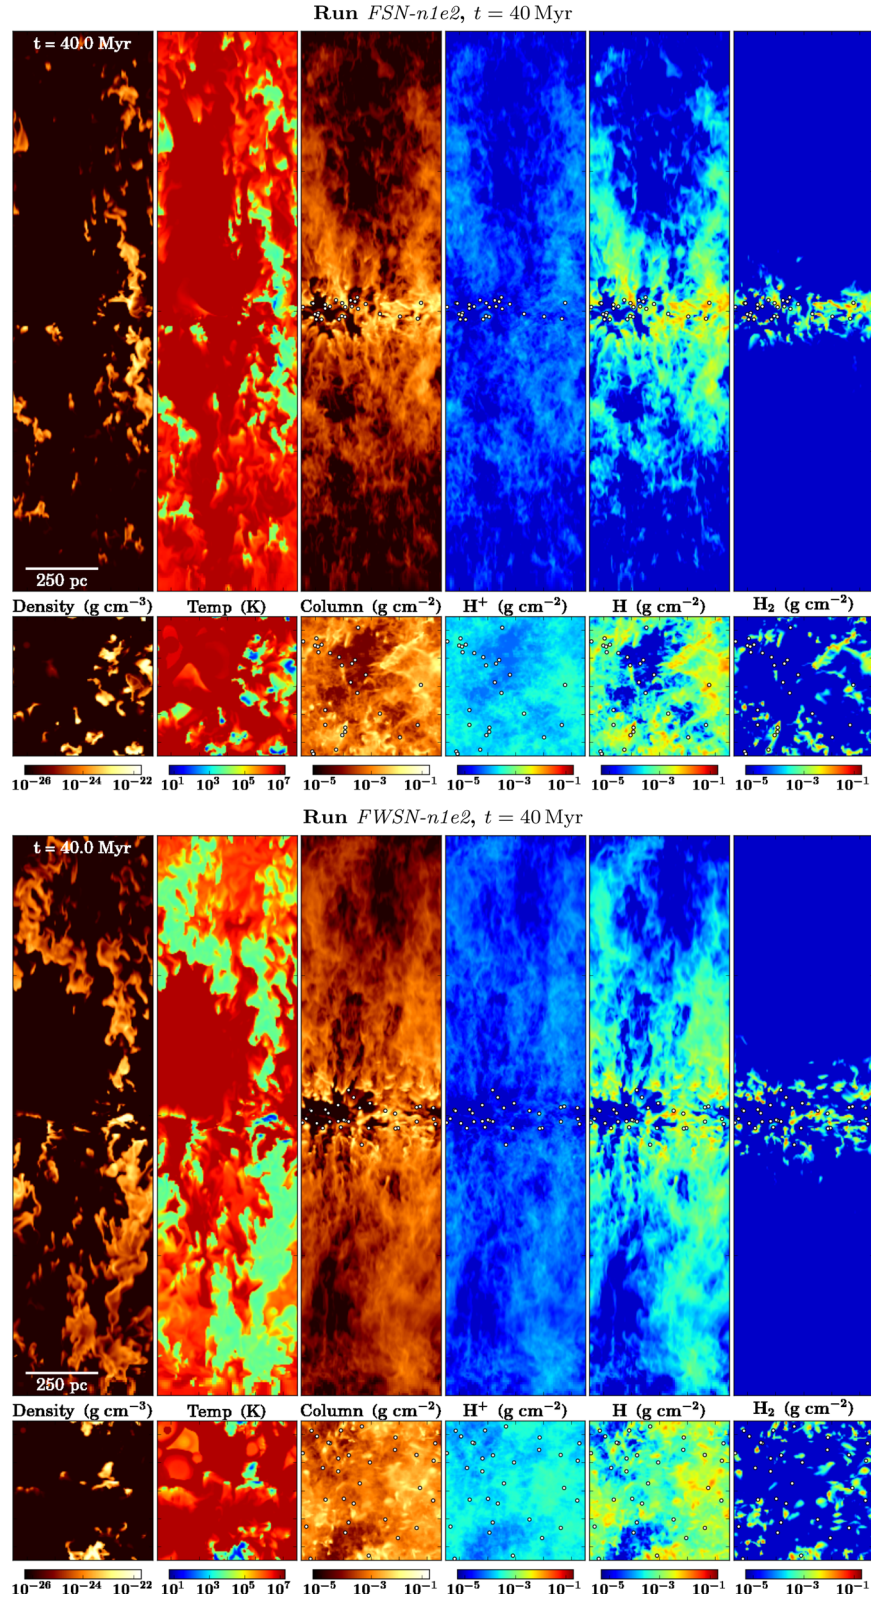 Run FSN-n1e2, t = 40 Myr
t = 40.0 Myr
250 pc
Density (g cm⁻³) Temp (K) Column (g cm⁻²) H⁺ (g cm⁻²) H (g cm⁻²) H₂ (g cm⁻²)
10⁻²⁶ 10⁻²⁴ 10⁻²² 10¹ 10³ 10⁵ 10⁷ 10⁻⁵ 10⁻³ 10⁻¹ 10⁻⁵ 10⁻³ 10⁻¹ 10⁻⁵ 10⁻³ 10⁻¹ 10⁻⁵ 10⁻³ 10⁻¹
Run FWSN-n1e2, t = 40 Myr
t = 40.0 Myr
250 pc
Density (g cm⁻³) Temp (K) Column (g cm⁻²) H⁺ (g cm⁻²) H (g cm⁻²) H₂ (g cm⁻²)
10⁻²⁶ 10⁻²⁴ 10⁻²² 10¹ 10³ 10⁵ 10⁷ 10⁻⁵ 10⁻³ 10⁻¹ 10⁻⁵ 10⁻³ 10⁻¹ 10⁻⁵ 10⁻³ 10⁻¹ 10⁻⁵ 10⁻³ 10⁻¹